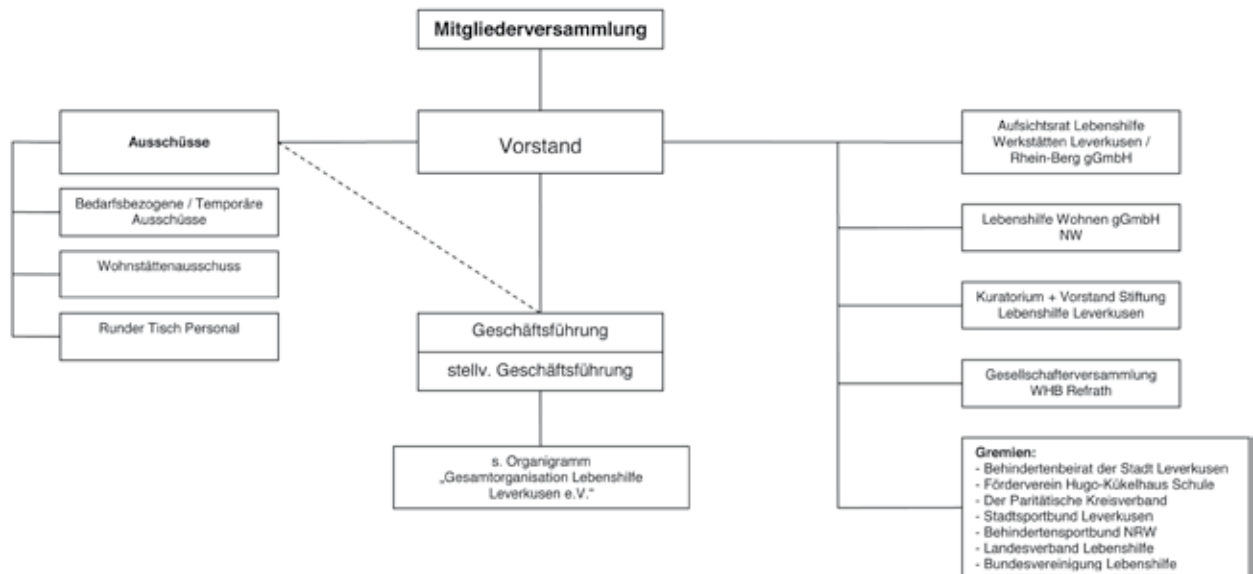 Mitgliederversammlung
Ausschüsse
Vorstand
Aufsichtsrat Lebenshilfe
Werkstätten Leverkusen /
Rhein-Berg gGmbH
Bedarfsbezogene / Temporäre
Ausschüsse
Lebenshilfe Wohnen gGmbH
NW
Wohnstättenausschuss
Kuratorium + Vorstand Stiftung
Lebenshilfe Leverkusen
Runder Tisch Personal
Geschäftsführung
stellv. Geschäftsführung
Gesellschafterversammlung
WHB Refrath
s. Organigramm
„Gesamtorganisation Lebenshilfe
Leverkusen e.V."
Gremien:
- Behindertenbeirat der Stadt Leverkusen
- Förderverein Hugo-Kükelhaus Schule
- Der Paritätische Kreisverband
- Stadtsportbund Leverkusen
- Behindertensportbund NRW
- Landesverband Lebenshilfe
- Bundesvereinigung Lebenshilfe